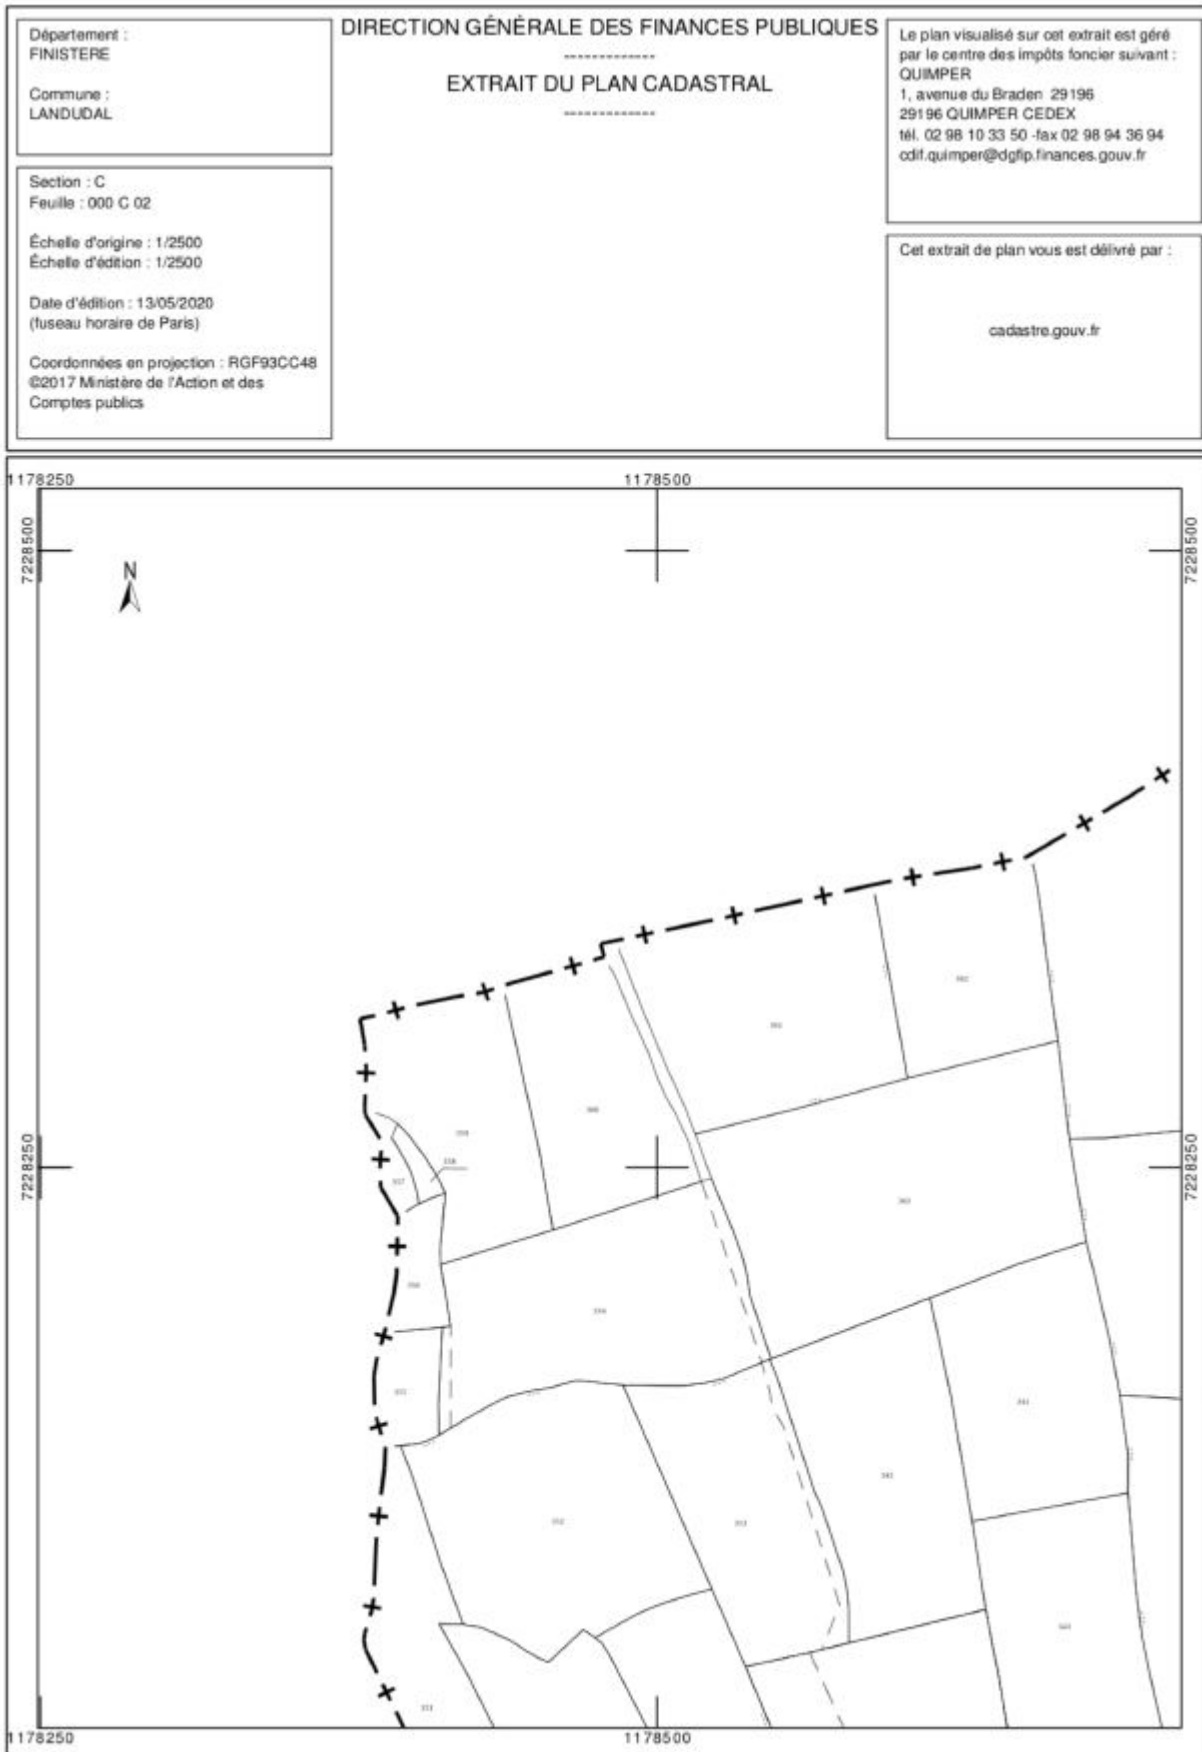 Département :
FINISTERE
Commune :
LANDUDAL
Section : C
Feuille : 000 C 02
Échelle d'origine : 1/2500
Échelle d'édition : 1/2500
Date d'édition : 13/05/2020
(fuseau horaire de Paris)
Coordonnées en projection : RGF93CC48
©2017 Ministère de l'Action et des
Comptes publics
DIRECTION GÉNÉRALE DES FINANCES PUBLIQUES
-------------
EXTRAIT DU PLAN CADASTRAL
-------------
Le plan visualisé sur cet extrait est géré
par le centre des impôts foncier suivant :
QUIMPER
1, avenue du Braden 29196
29196 QUIMPER CEDEX
tél. 02 98 10 33 50 -fax 02 98 94 36 94
cdif.quimper@dgfip.finances.gouv.fr
Cet extrait de plan vous est délivré par :
cadastre.gouv.fr
1178250
1178500
7228500
7228500
N
7228250
7228250
1178250
1178500